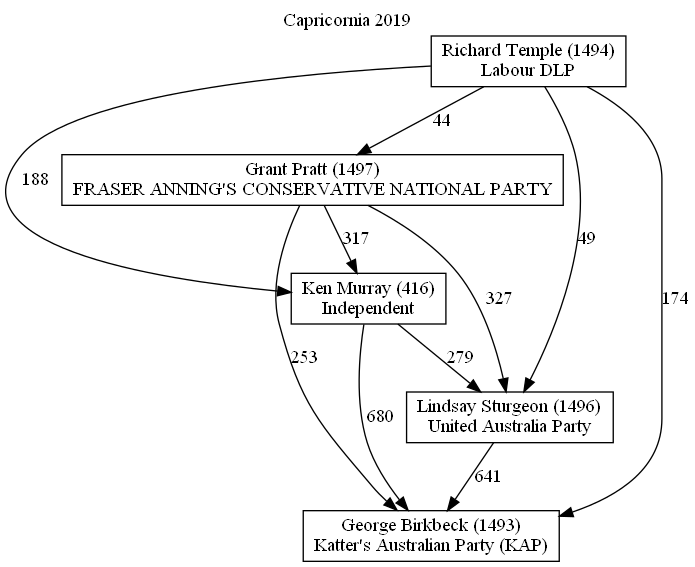 Capricornia 2019
Richard Temple (1494)
Labour DLP
44
Grant Pratt (1497)
FRASER ANNING'S CONSERVATIVE NATIONAL PARTY
188
317
49
Ken Murray (416)
Independent
327
174
253
279
Lindsay Sturgeon (1496)
United Australia Party
680
641
George Birkbeck (1493)
Katter's Australian Party (KAP)